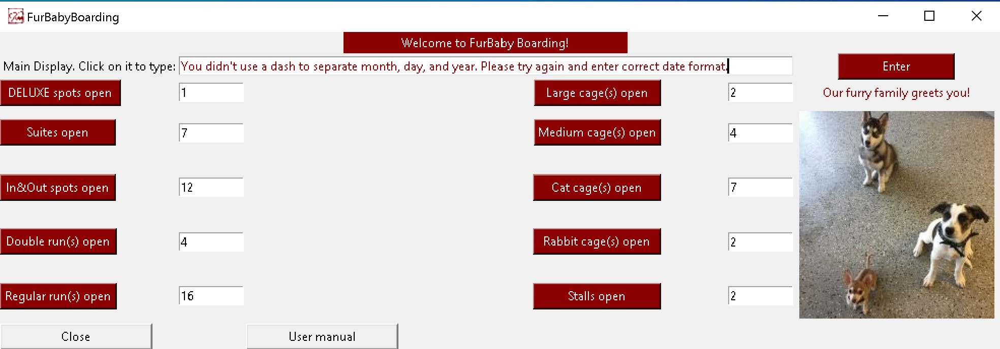 FurBabyBoarding
Welcome to FurBaby Boarding!
Main Display. Click on it to type: You didn't use a dash to separate month, day, and year. Please try again and enter correct date format. Enter
DELUXE spots open 1 Large cage(s) open 2 Our furry family greets you!
Suites open 7 Medium cage(s) open 4
In&Out spots open 12 Cat cage(s) open 7
Double run(s) open 4 Rabbit cage(s) open 2
Regular run(s) open 16 Stalls open 2
Close User manual